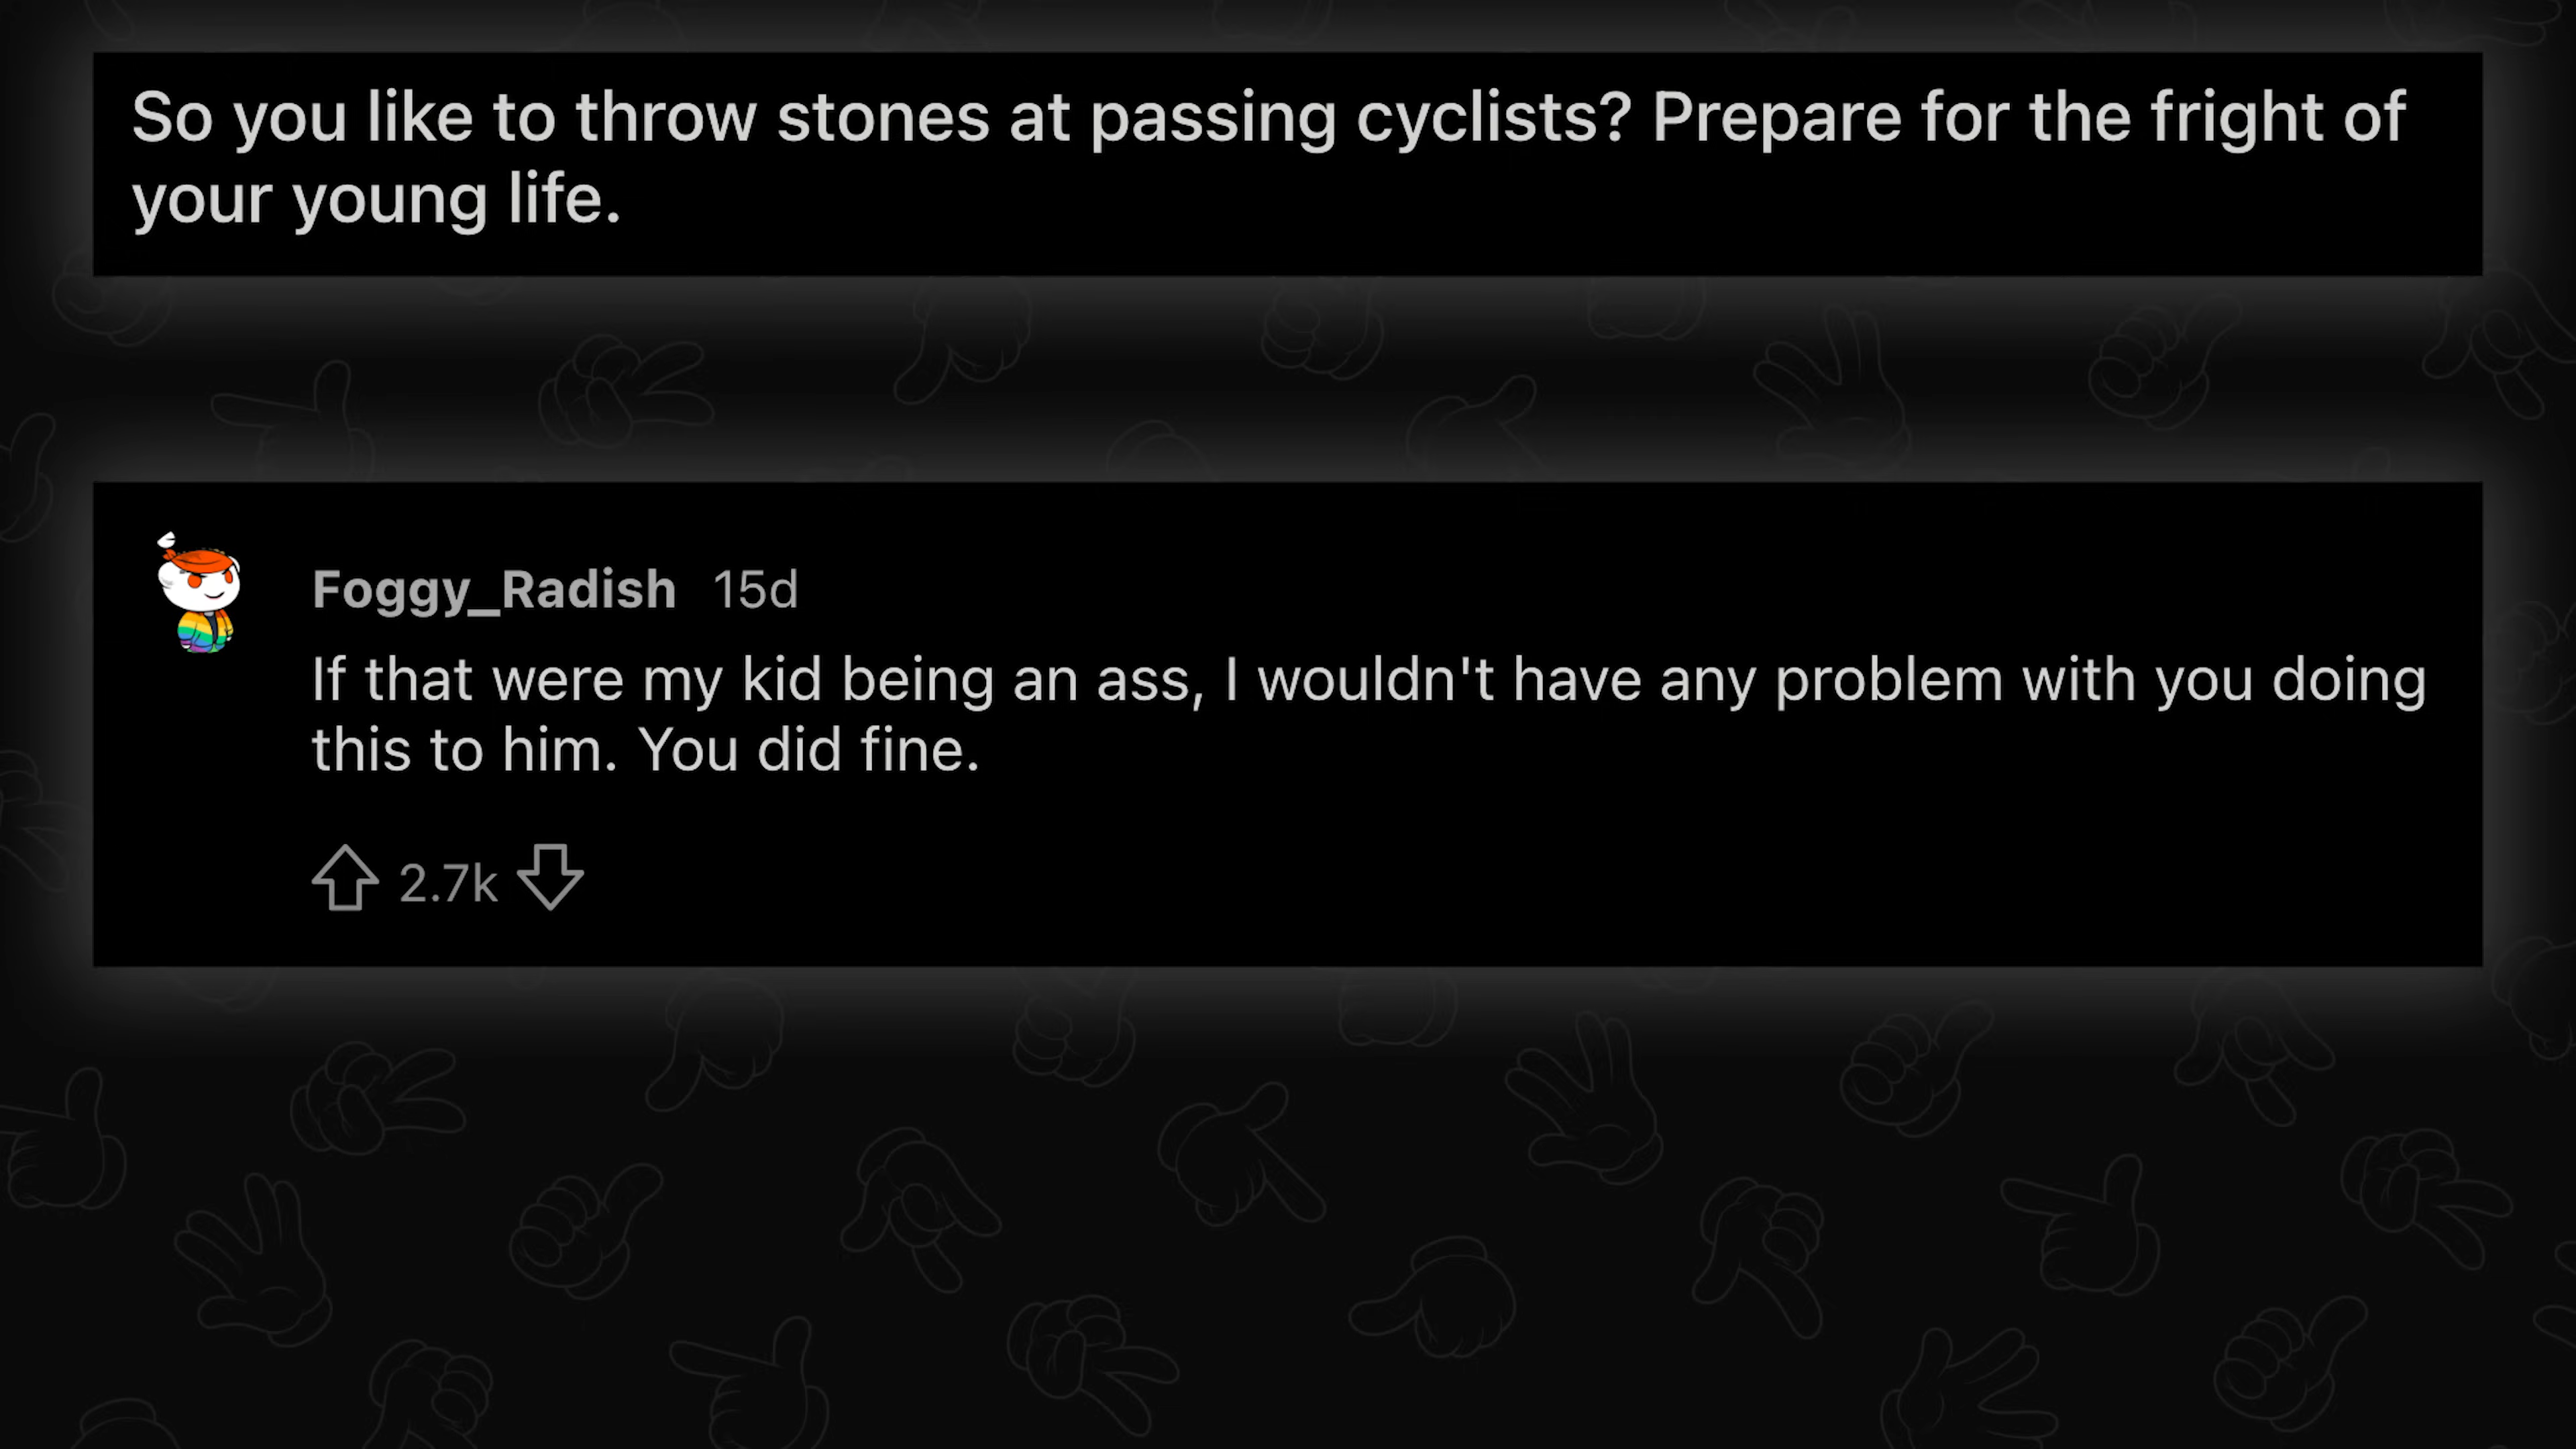 So you like to throw stones at passing cyclists? Prepare for the fright of
your young life.
Foggy_Radish 15d
If that were my kid being an ass, I wouldn't have any problem with you doing
this to him. You did fine.
2.7k